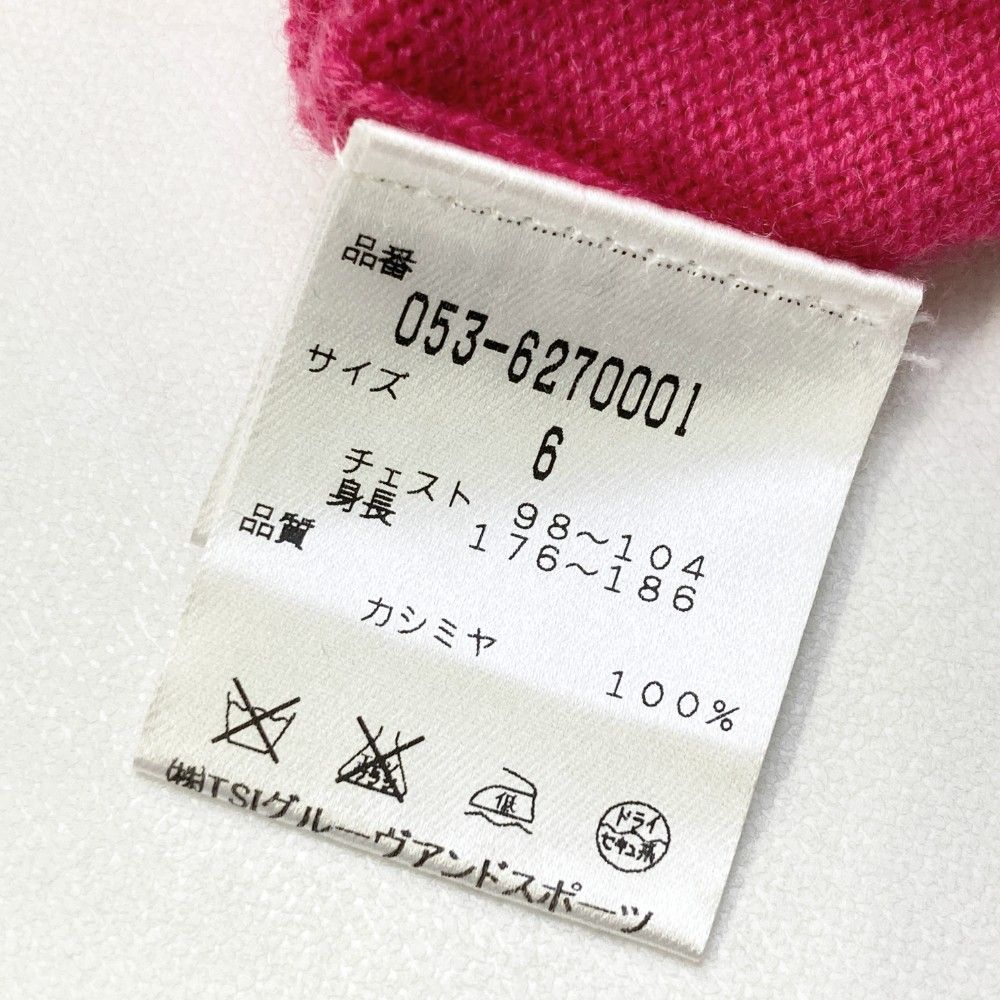 品番
053-6270001
サイズ
6
チェスト 98～104
身長 176～186
品質
カシミヤ 100%
低
ドライ
セキユ系
㈱TSIグルーヴアンドスポーツ